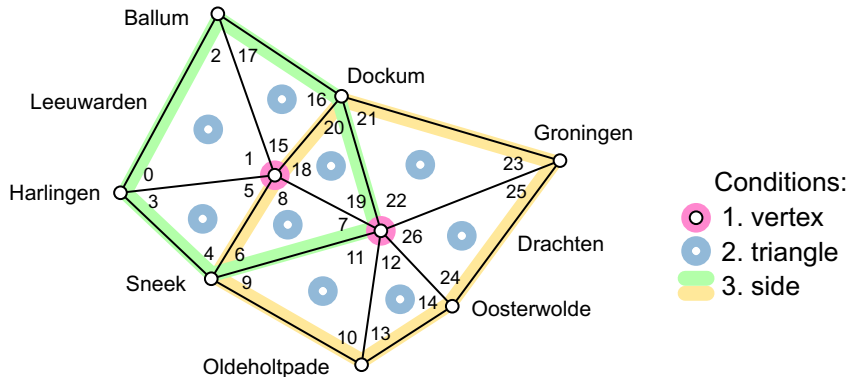 Ballum
2
17
Dockum
Leeuwarden
16
20
21
Groningen
15
1
18
23
0
25
Harlingen
3
5
8
19
22
Conditions:
1. vertex
7
26
Drachten
2. triangle
4
6
11
12
Sneek
9
24
3. side
14
Oosterwolde
10
13
Oldeholtpade